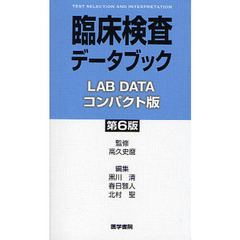 TEST SELECTION AND INTERPRETATION
臨床検査
データブック
LAB DATA
コンパクト版
第6版
監修
高久史麿
編集
黒川 清
春日雅人
北村 聖
医学書院